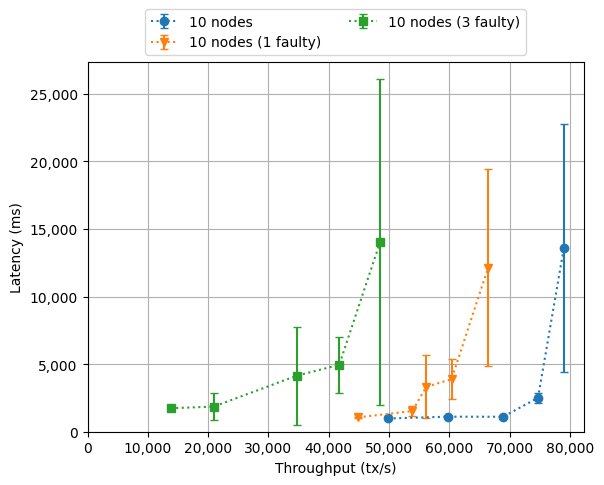 10 nodes
10 nodes (1 faulty)
10 nodes (3 faulty)
25,000
20,000
15,000
10,000
5,000
0
Latency (ms)
0 10,000 20,000 30,000 40,000 50,000 60,000 70,000 80,000
Throughput (tx/s)